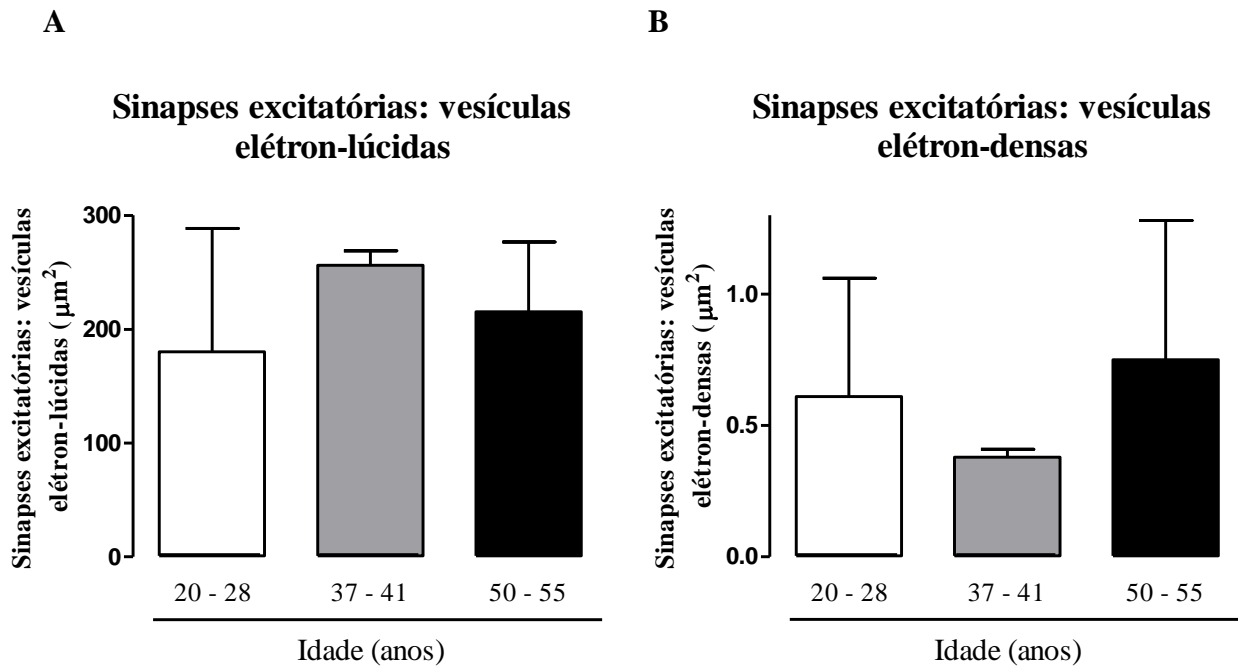 A
Sinapses excitatórias: vesículas
elétron-lúcidas
Sinapses excitatórias: vesículas
elétron-lúcidas (μm²)
300
200
100
0
20 - 28
37 - 41
50 - 55
Idade (anos)
B
Sinapses excitatórias: vesículas
elétron-densas
Sinapses excitatórias: vesículas
elétron-densas (μm²)
1.0
0.5
0.0
20 - 28
37 - 41
50 - 55
Idade (anos)